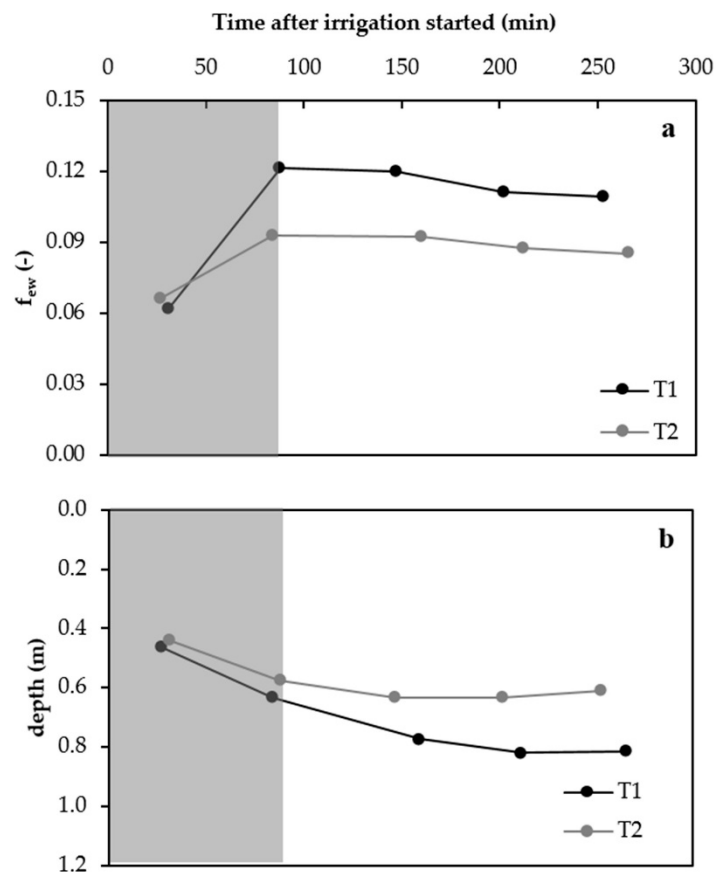 Time after irrigation started (min)
0 50 100 150 200 250 300
0.15
a
0.12
0.09
f_ew (-)
0.06
0.03
T1
T2
0.00
0.0
b
0.2
0.4
depth (m)
0.6
0.8
T1
1.0
T2
1.2